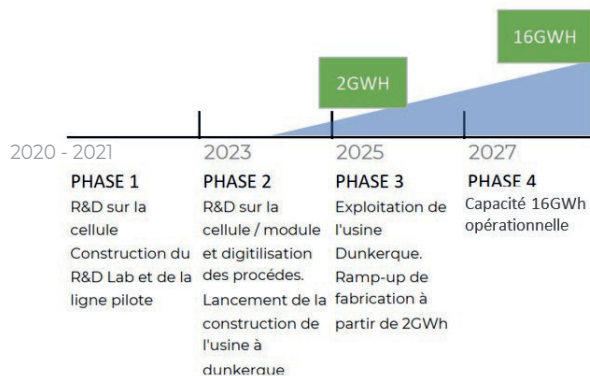 16GWH
2GWH
2020 - 2021
2023
2025
2027
PHASE 1
R&D sur la
cellule
Construction du
R&D Lab et de la
ligne pilote
PHASE 2
R&D sur la
cellule / module
et digitilisation
des procédes.
Lancement de la
construction de
l'usine à
dunkerque
PHASE 3
Exploitation de
l'usine
Dunkerque.
Ramp-up de
fabrication à
partir de 2GWh
PHASE 4
Capacité 16GWh
opérationnelle